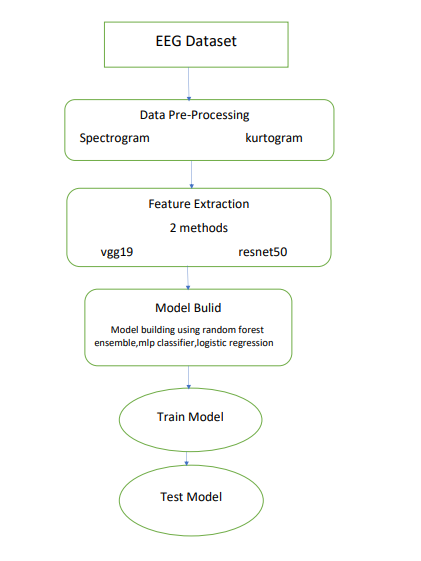 EEG Dataset
Data Pre-Processing
Spectrogram kurtogram
Feature Extraction
2 methods
vgg19 resnet50
Model Bulid
Model building using random forest
ensemble,mlp classifier,logistic regression
Train Model
Test Model